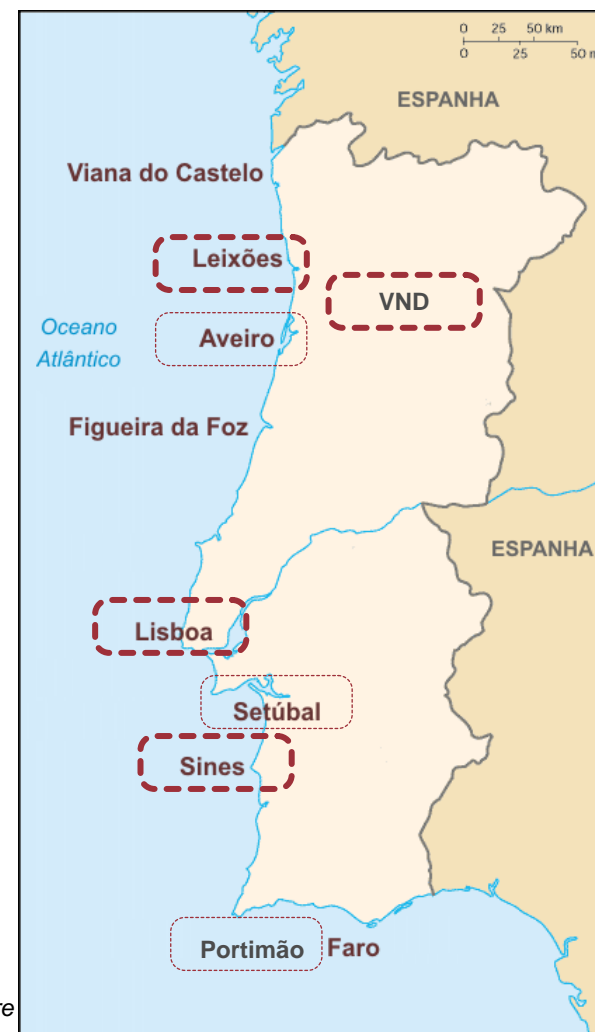 0 25 50 km
0 25 50 m
ESPANHA
Viana do Castelo
Leixões
VND
Oceano
Atlântico
Aveiro
Figueira da Foz
ESPANHA
Lisboa
Setúbal
Sines
Portimão Faro
re